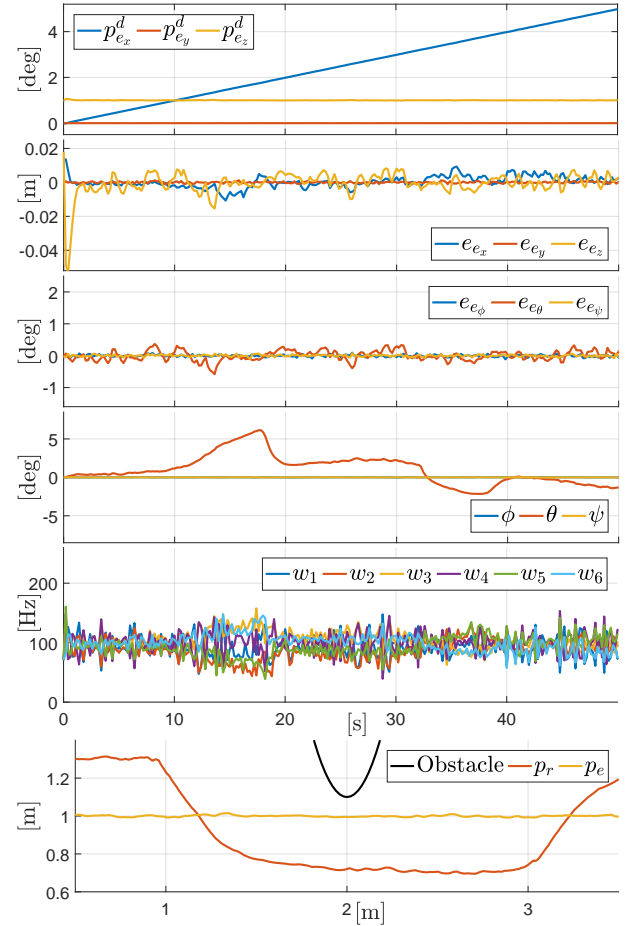 [deg]
4
2
0
p^d_{e_x} p^d_{e_y} p^d_{e_z}
[m]
0.02
0
-0.02
-0.04
e_{e_x} e_{e_y} e_{e_z}
[deg]
2
1
0
-1
e_{e_ϕ} e_{e_θ} e_{e_ψ}
[deg]
5
0
-5
ϕ θ ψ
[Hz]
200
100
0
w_1 w_2 w_3 w_4 w_5 w_6
0 10 20 30 40
[s]
[m]
1.2
1
0.8
0.6
Obstacle p_r p_e
1 2 3
[m]